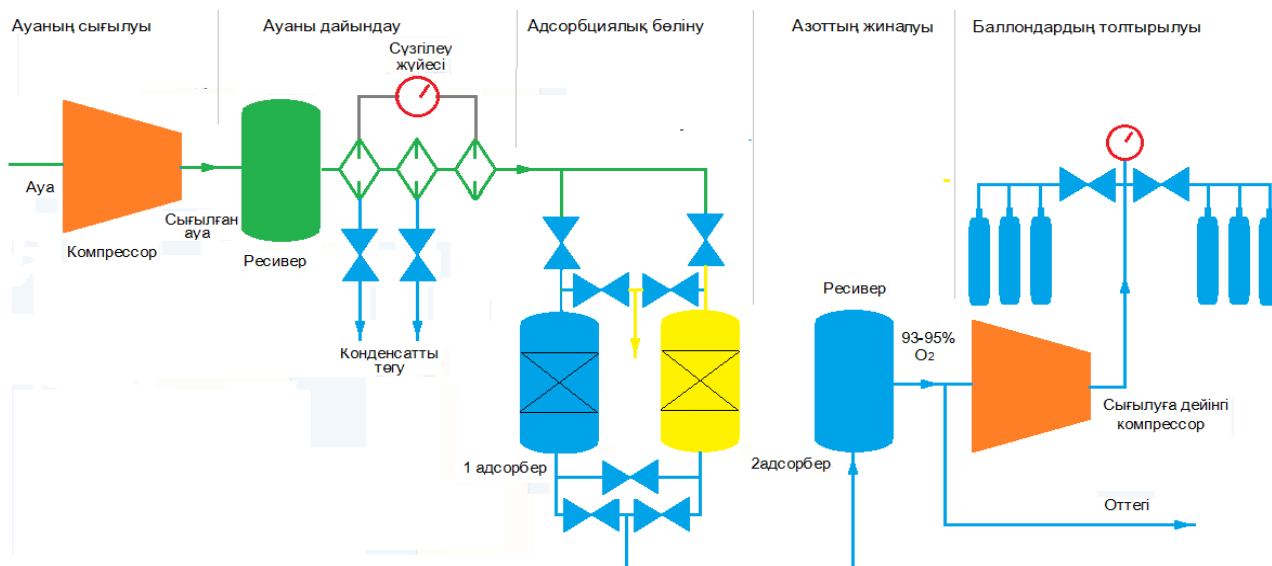 Ауаның сығылуы
Ауаны дайындау
Адсорбциялық бөліну
Азоттың жиналуы
Баллондардың толтырылуы
Сүзгілеу
жүйесі
Ауа
Сығылған
ауа
Компрессор
Ресивер
Конденсатты
төгу
1 адсорбер
2адсорбер
Ресивер
93-95%
O2
Сығылуға дейінгі
компрессор
Оттегі